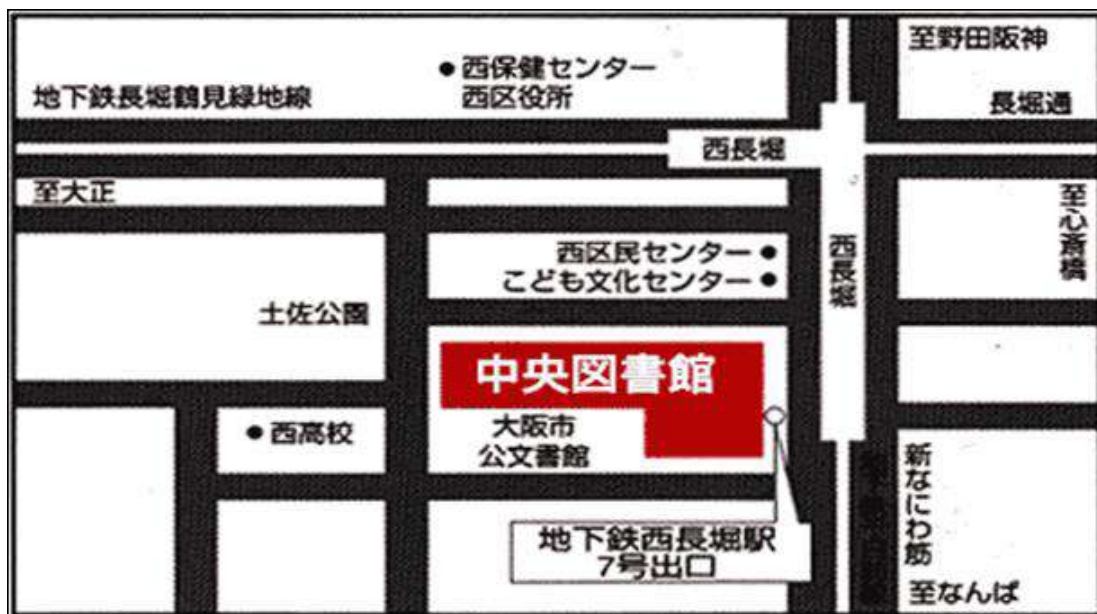 至野田阪神
●西保健センター
西区役所
地下鉄長堀鶴見緑地線
長堀通
西長堀
至大正
至心斎橋
西区民センター●
こども文化センター●
西長堀
土佐公園
中央図書館
●西高校
大阪市
公文書館
新なにわ筋
地下鉄西長堀駅
7号出口
至なんば